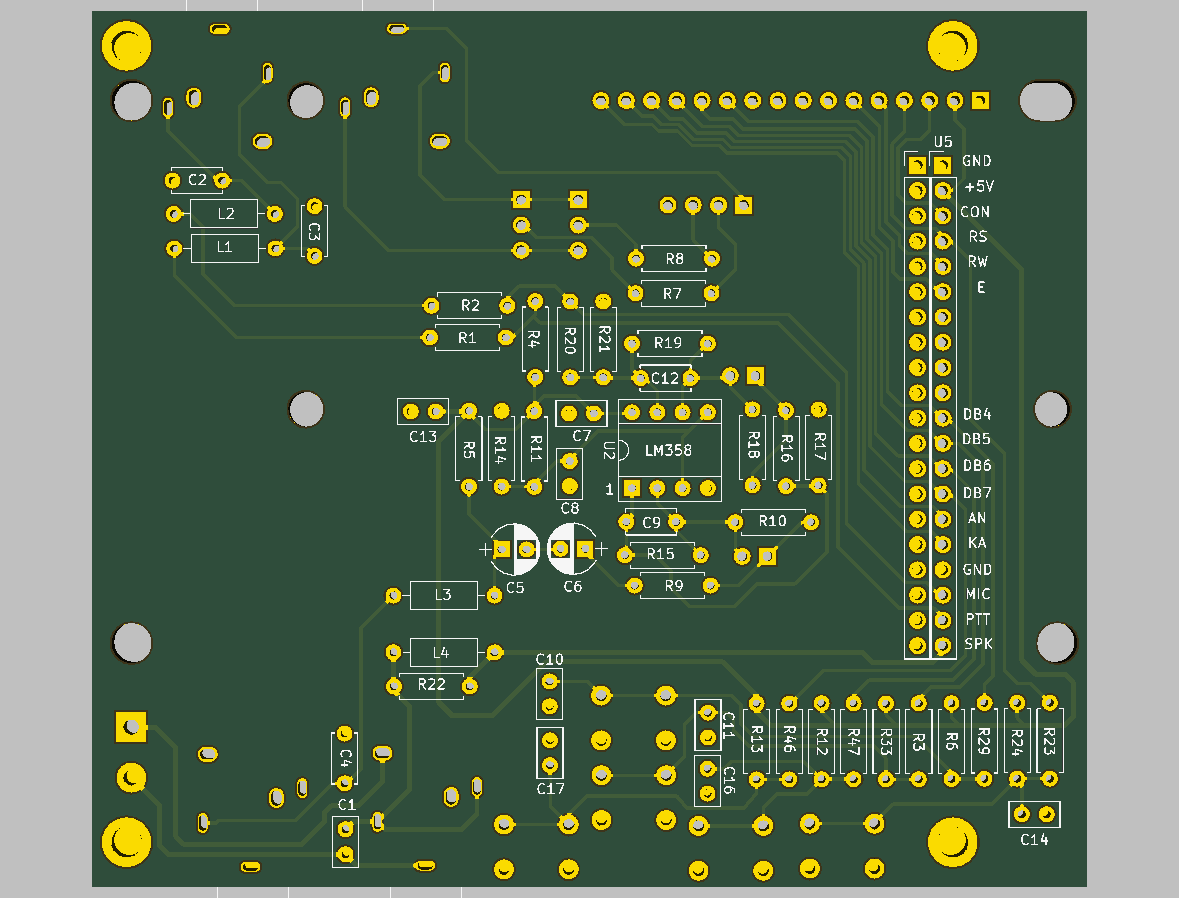 U5
GND
C2
+5V
CON
L2
C3
RS
L1
R8
RW
E
R7
R2
R1
R4
R20
R21
R19
C12
C13
C7
DB4
R5
R14
R11
U2
LM358
R18
R16
R17
DB5
DB6
1
DB7
C8
C9
R10
AN
KA
R15
C5
C6
R9
GND
L3
MIC
PTT
SPK
L4
C10
R22
C11
R13
R46
R12
R47
R33
R3
R6
R29
R24
R23
C4
C17
C16
C1
C14
+
+